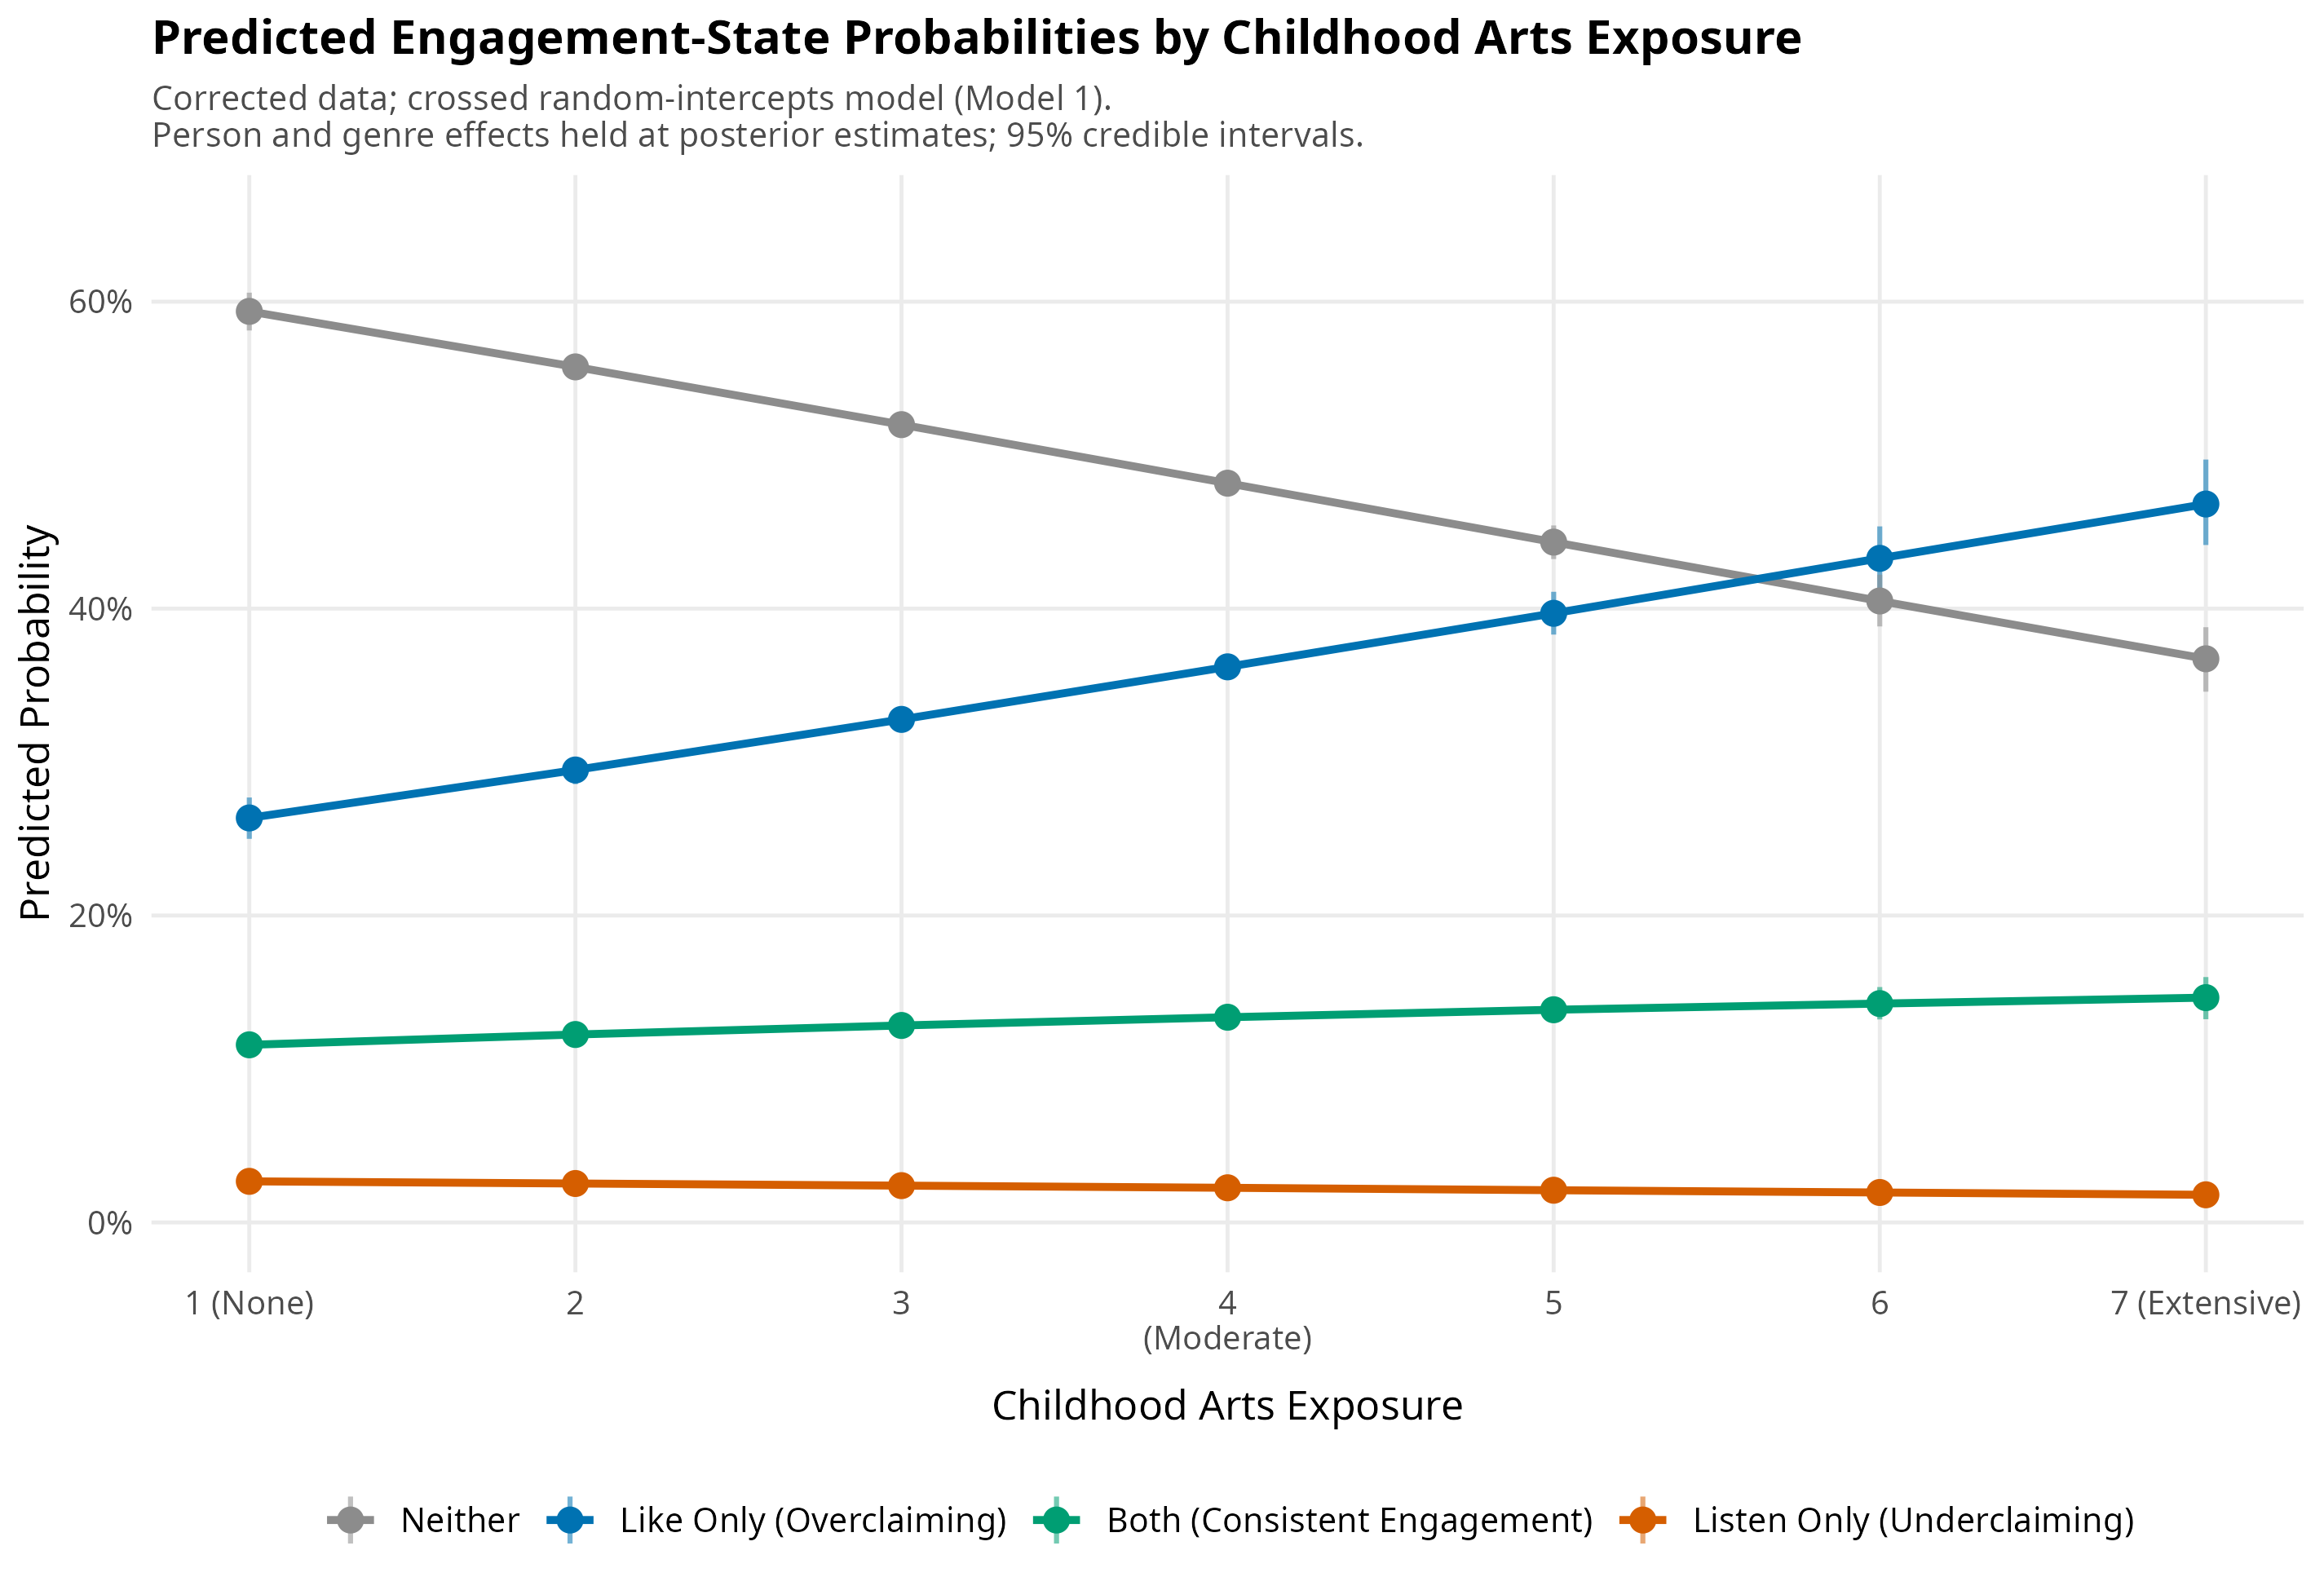 Predicted Engagement-State Probabilities by Childhood Arts Exposure
Corrected data; crossed random-intercepts model (Model 1).
Person and genre effects held at posterior estimates; 95% credible intervals.
Predicted Probability
60%
40%
20%
0%
1 (None)
2
3
4
(Moderate)
5
6
7 (Extensive)
Childhood Arts Exposure
Neither
Like Only (Overclaiming)
Both (Consistent Engagement)
Listen Only (Underclaiming)